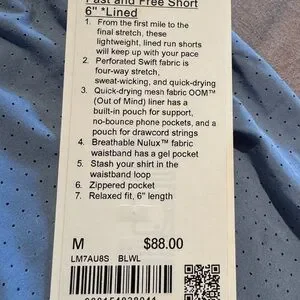 Fast and Free Short
6" *Lined
1. From the first mile to the
final stretch, these
lightweight, lined run shorts
will keep up with your pace
2. Perforated Swift fabric is
four-way stretch,
sweat-wicking, and quick-drying
3. Quick-drying mesh fabric OOM™
(Out of Mind) liner has a
built-in pouch for support,
no-bounce phone pockets, and a
pouch for drawcord strings
4. Breathable Nulux™ fabric
waistband has a gel pocket
5. Stash your shirt in the
waistband loop
6. Zippered pocket
7. Relaxed fit, 6" length
M $88.00
LM7AU8S BLWL